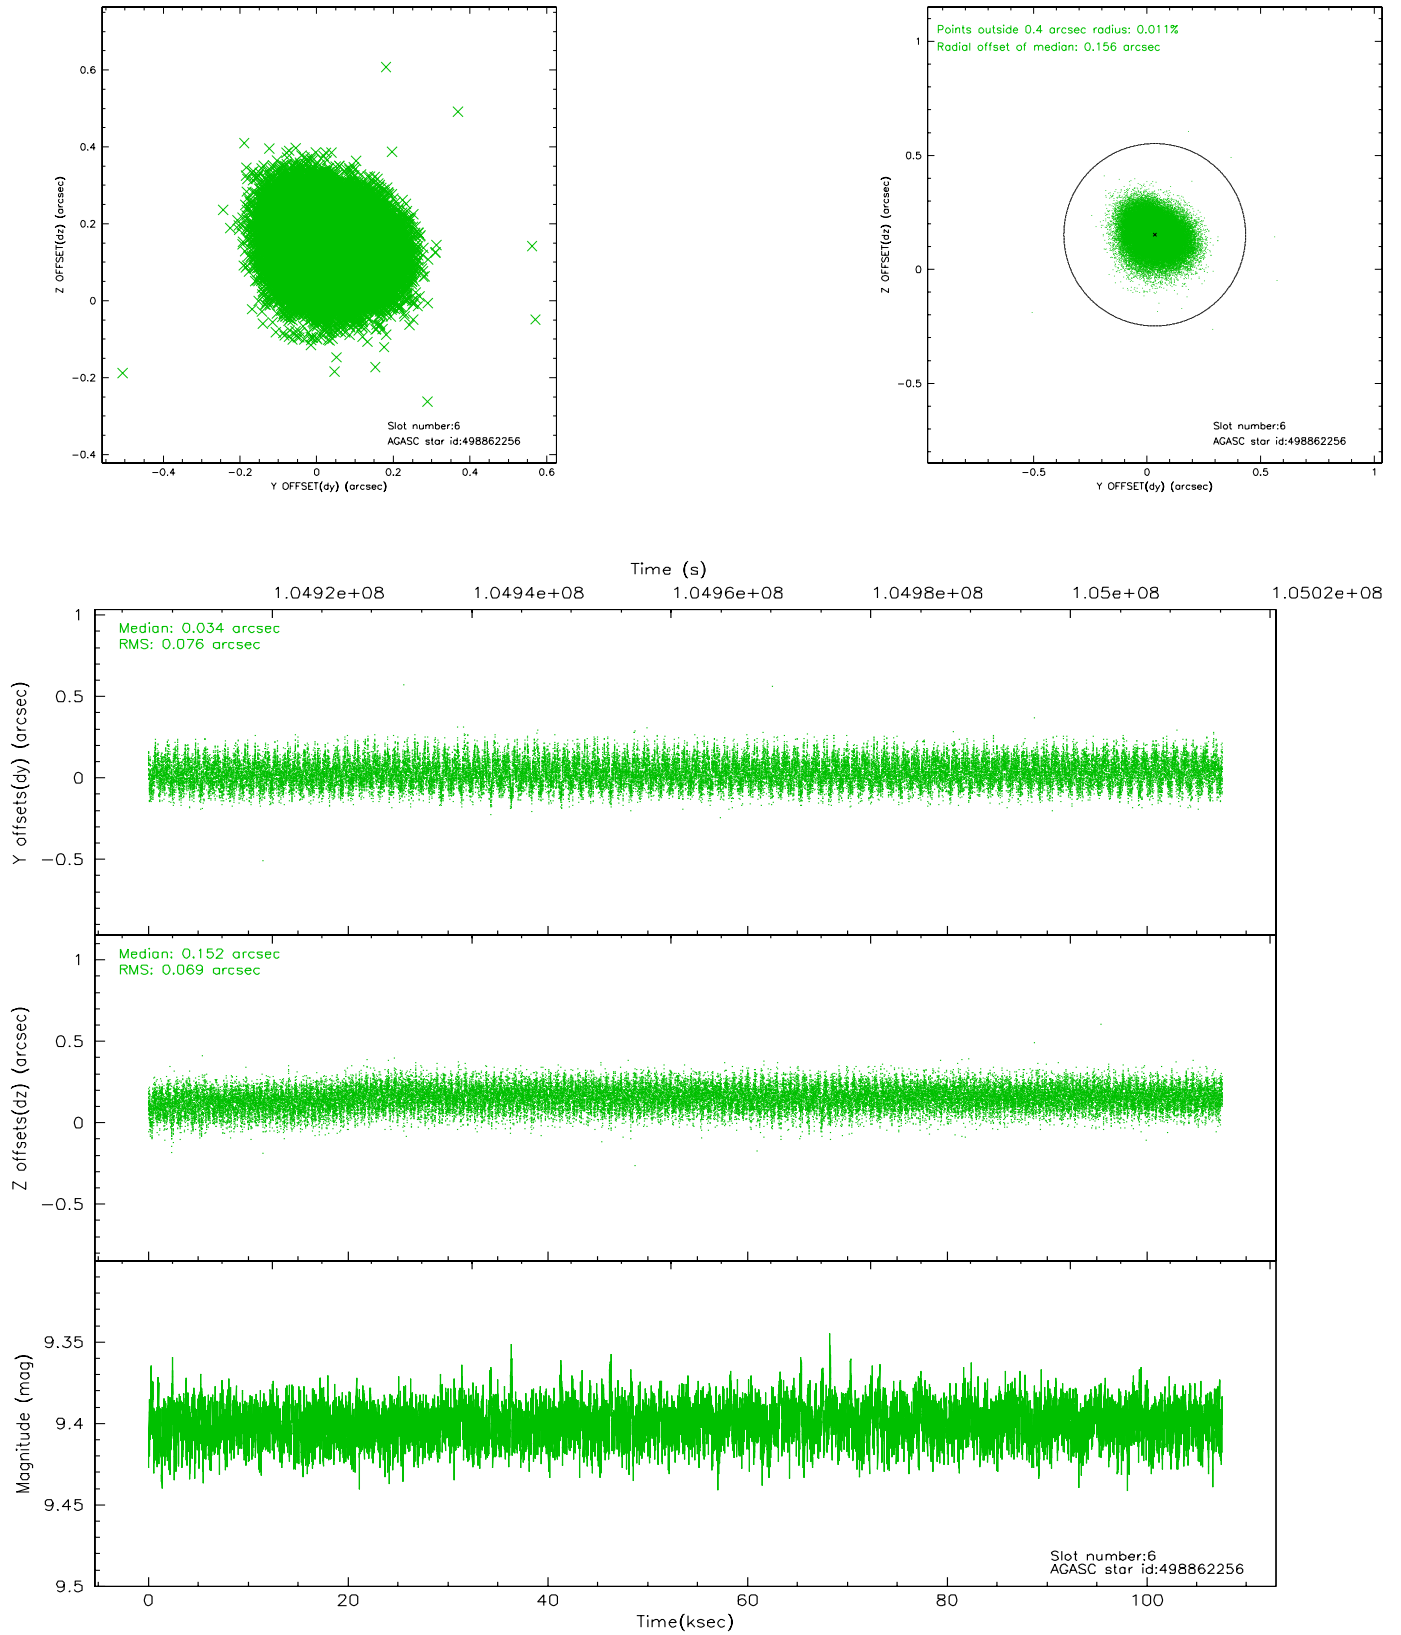 0.6
0.4
0.2
0
−0.2
−0.4
Z OFFSET(dz) (arcsec)
Slot number:6
AGASC star id:498862256
−0.4 −0.2 0 0.2 0.4 0.6
Y OFFSET(dy) (arcsec)
Points outside 0.4 arcsec radius: 0.011%
Radial offset of median: 0.156 arcsec
1
0.5
0
−0.5
Z OFFSET(dz) (arcsec)
Slot number:6
AGASC star id:498862256
−0.5 0 0.5 1
Y OFFSET(dy) (arcsec)
Time (s)
1.0492e+08 1.0494e+08 1.0496e+08 1.0498e+08 1.05e+08 1.0502e+08
Median: 0.034 arcsec
RMS: 0.076 arcsec
1
0.5
0
−0.5
Y offsets(dy) (arcsec)
Median: 0.152 arcsec
RMS: 0.069 arcsec
1
0.5
0
−0.5
Z offsets(dz) (arcsec)
9.35
9.4
9.45
9.5
Magnitude (mag)
Slot number:6
AGASC star id:498862256
0 20 40 60 80 100
Time(ksec)